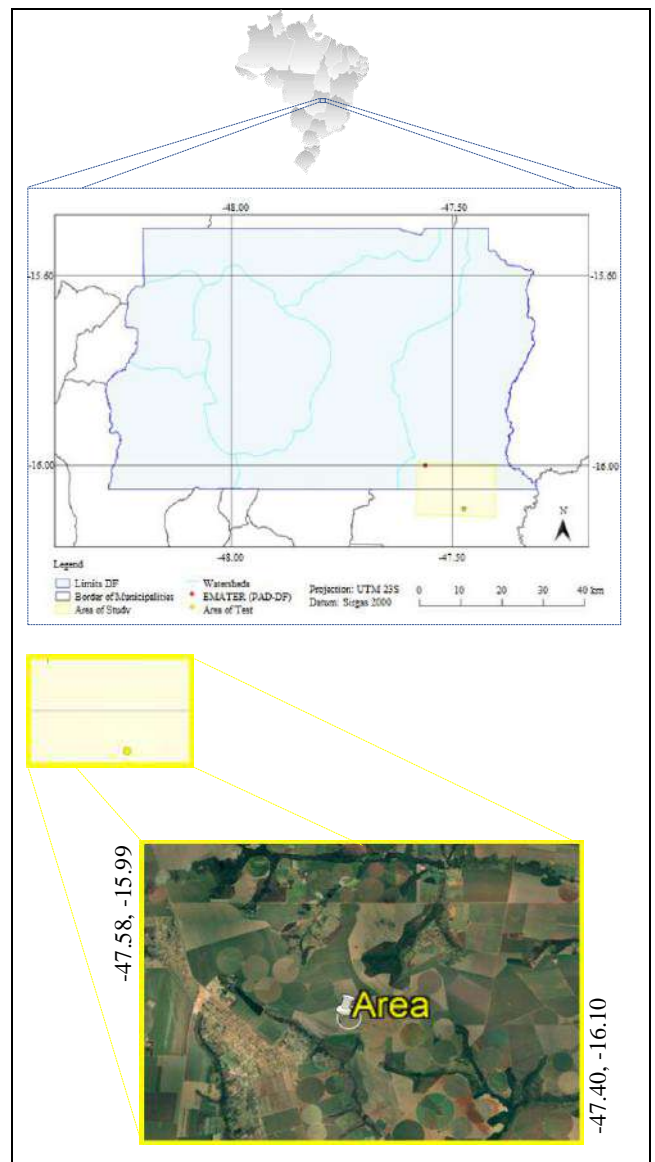 -48.00 -47.50
-15.60 -15.60
-16.00 -16.00
N
-48.00 -47.50
Legend
Limits DF Watersheds
Border of Municipalities EMATER (PAD-DF)
Area of Study Area of Test
Projection: UTM 23S
Datum: Sirgas 2000
0 10 20 30 40 km
-47.58, -15.99
Area
-47.40, -16.10